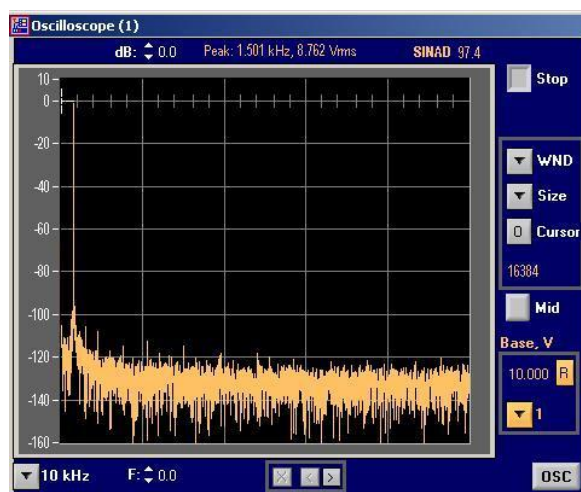 Oscilloscope (1)
dB: 0.0 Peak: 1.501 kHz, 8.762 Vrms SINAD 97.4
10
0
-20
-40
-60
-80
-100
-120
-140
-160
Stop
WND
Size
0 Cursor
16384
Mid
Base, V
10.000 R
1
10 kHz F: 0.0 X < > OSC